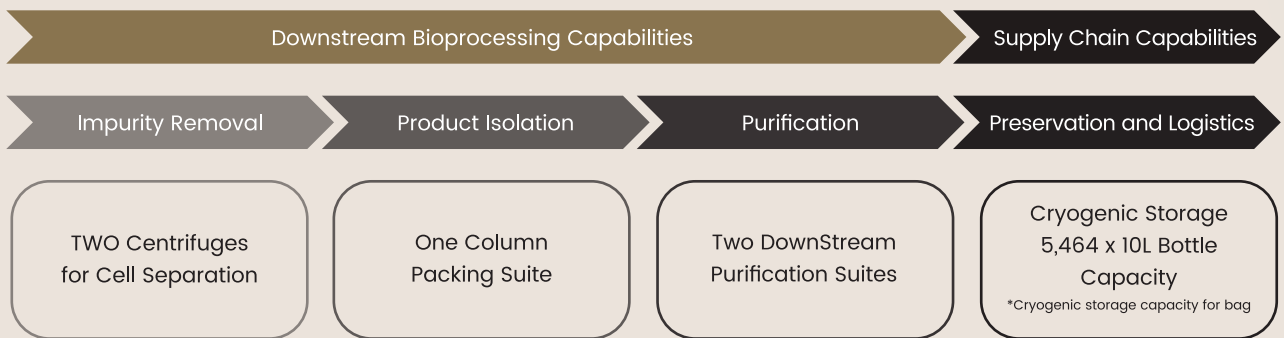 Downstream Bioprocessing Capabilities
Supply Chain Capabilities
Impurity Removal
Product Isolation
Purification
Preservation and Logistics
TWO Centrifuges
for Cell Separation
One Column
Packing Suite
Two DownStream
Purification Suites
Cryogenic Storage
5,464 x 10L Bottle
Capacity
*Cryogenic storage capacity for bag